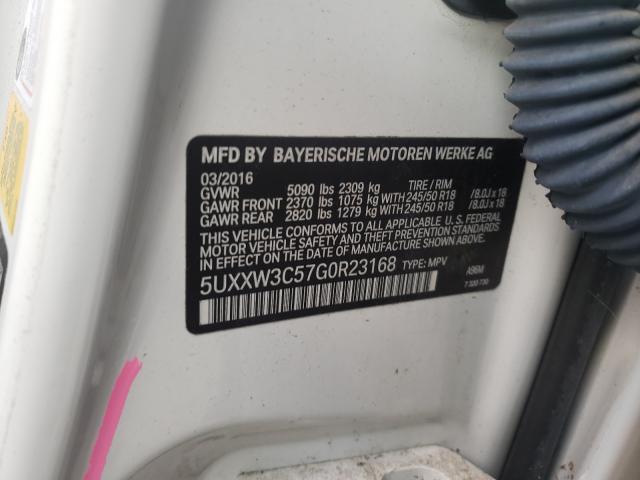 MFD BY BAYERISCHE MOTOREN WERKE AG
03/2016
GVWR 5090 lbs 2309 kg TIRE / RIM
GAWR FRONT 2370 lbs 1075 kg WITH 245/50 R18 /8.0J x 18
GAWR REAR 2820 lbs 1279 kg WITH 245/50 R18 /8.0J x 18
THIS VEHICLE CONFORMS TO ALL APPLICABLE U. S. FEDERAL
MOTOR VEHICLE SAFETY STANDARDS
IN EFFECT ON THE DATE OF MANUFACTURE SHOWN ABOVE.
5UXXW3C57G0R23168 TYPE: MPV A96M
7 320 730